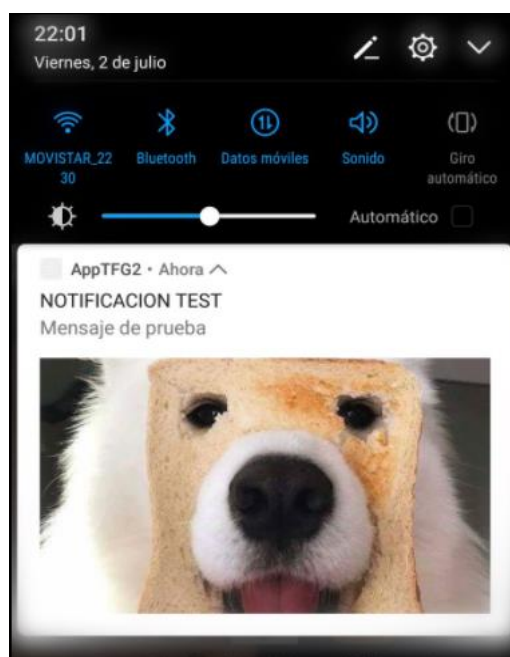 22:01
Viernes, 2 de julio
MOVISTAR_22
30
Bluetooth
Datos móviles
Sonido
Giro
automático
Automático
AppTFG2 • Ahora
NOTIFICACION TEST
Mensaje de prueba